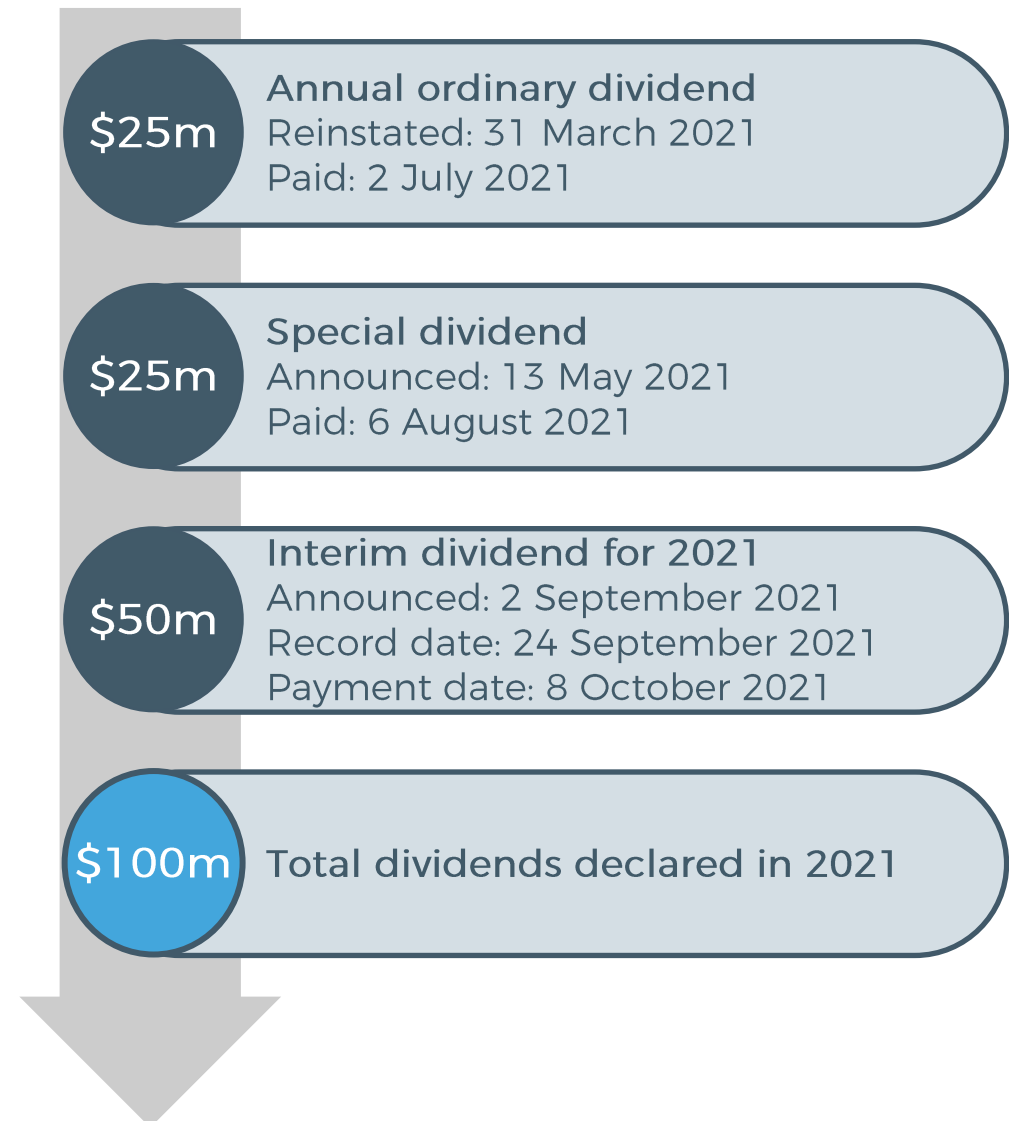 $25m
Annual ordinary dividend
Reinstated: 31 March 2021
Paid: 2 July 2021
$25m
Special dividend
Announced: 13 May 2021
Paid: 6 August 2021
$50m
Interim dividend for 2021
Announced: 2 September 2021
Record date: 24 September 2021
Payment date: 8 October 2021
$100m
Total dividends declared in 2021